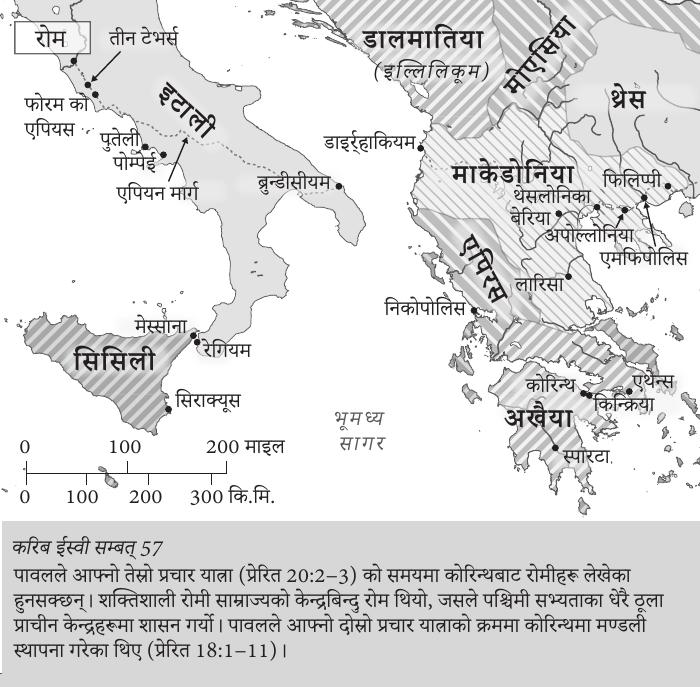 रोम
तीन टेभर्स
फोरम को
एपियस
इटाली
पुतेली
पोम्पेई
एपियन मार्ग
ब्रुन्डीसीयम
डालमातिया
(इल्लिलिकूम)
मोएसिया
थ्रेस
डाइर्र्हाकियम
माकेडोनिया
थेसलोनिका
फिलिप्पी
बेरिया
अपोल्लोनिया
एमफिपोलिस
एपिरस
लारिसा
निकोपोलिस
मेस्साना
रेगियम
सिसिली
सिराक्यूस
भूमध्य
सागर
कोरिन्थ
एथेन्स
किन्क्रिया
अखैया
स्पारटा
0 100 200 माइल
0 100 200 300 कि.मि.
करिब ईस्वी सम्बत् 57
पावलले आफ्नो तेस्रो प्रचार यात्रा (प्रेरित 20:2–3) को समयमा कोरिन्थबाट रोमीहरू लेखेका
हुनसक्छन्। शक्तिशाली रोमी साम्राज्यको केन्द्रबिन्दु रोम थियो, जसले पश्चिमी सभ्यताका धेरै ठूला
प्राचीन केन्द्रहरूमा शासन गर्यो। पावलले आफ्नो दोस्रो प्रचार यात्राको क्रममा कोरिन्थमा मण्डली
स्थापना गरेका थिए (प्रेरित 18:1–11)।